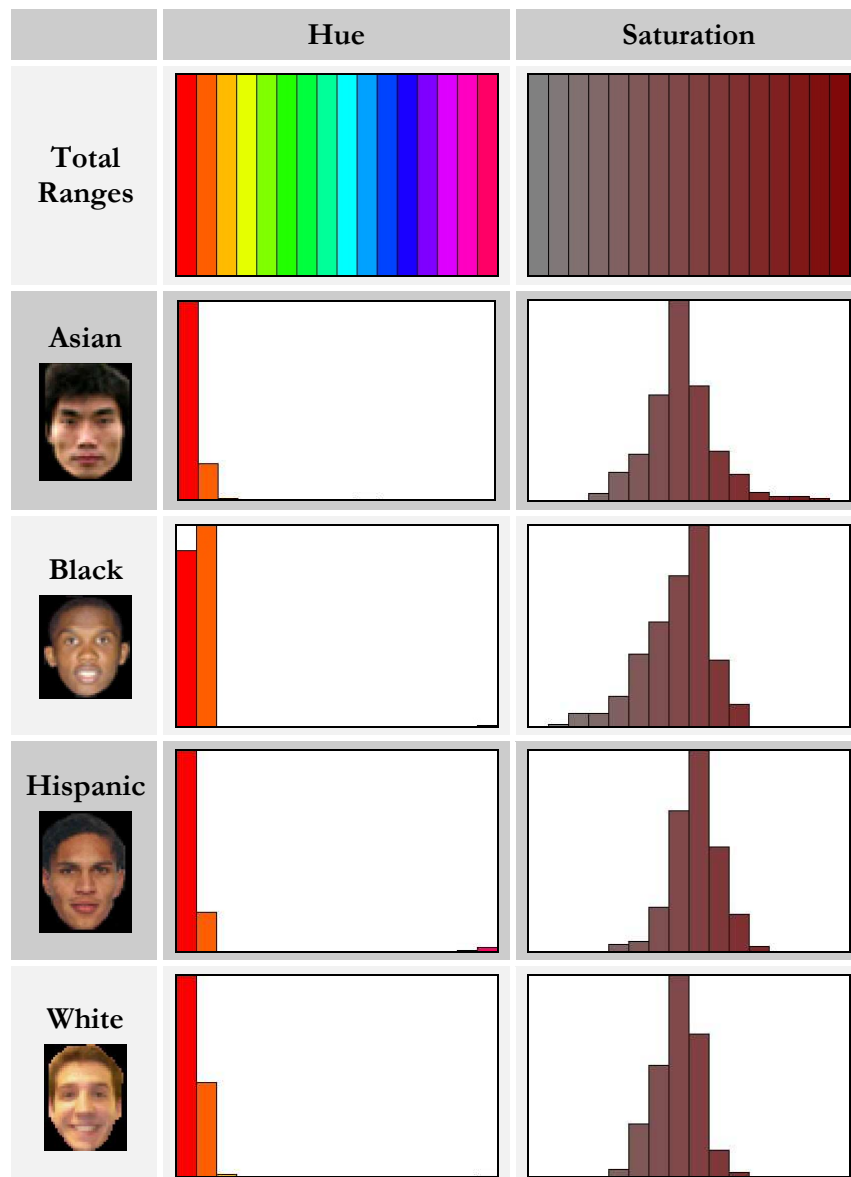 Hue
Saturation
Total
Ranges
Asian
Black
Hispanic
White